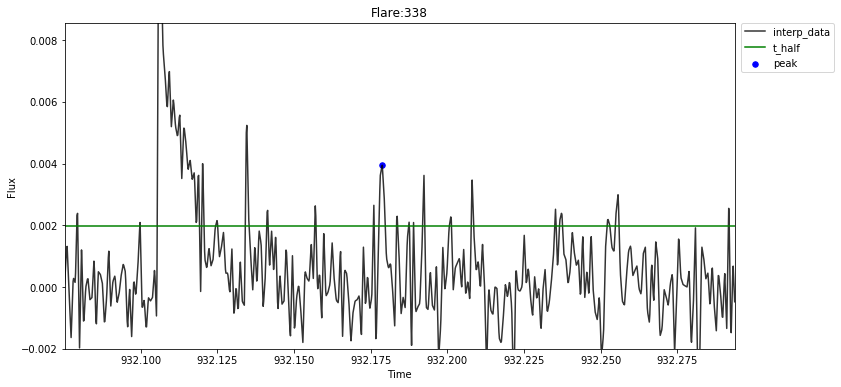 Flare:338
interp_data
t_half
peak
0.008
0.006
0.004
0.002
0.000
−0.002
Flux
932.100
932.125
932.150
932.175
932.200
932.225
932.250
932.275
Time